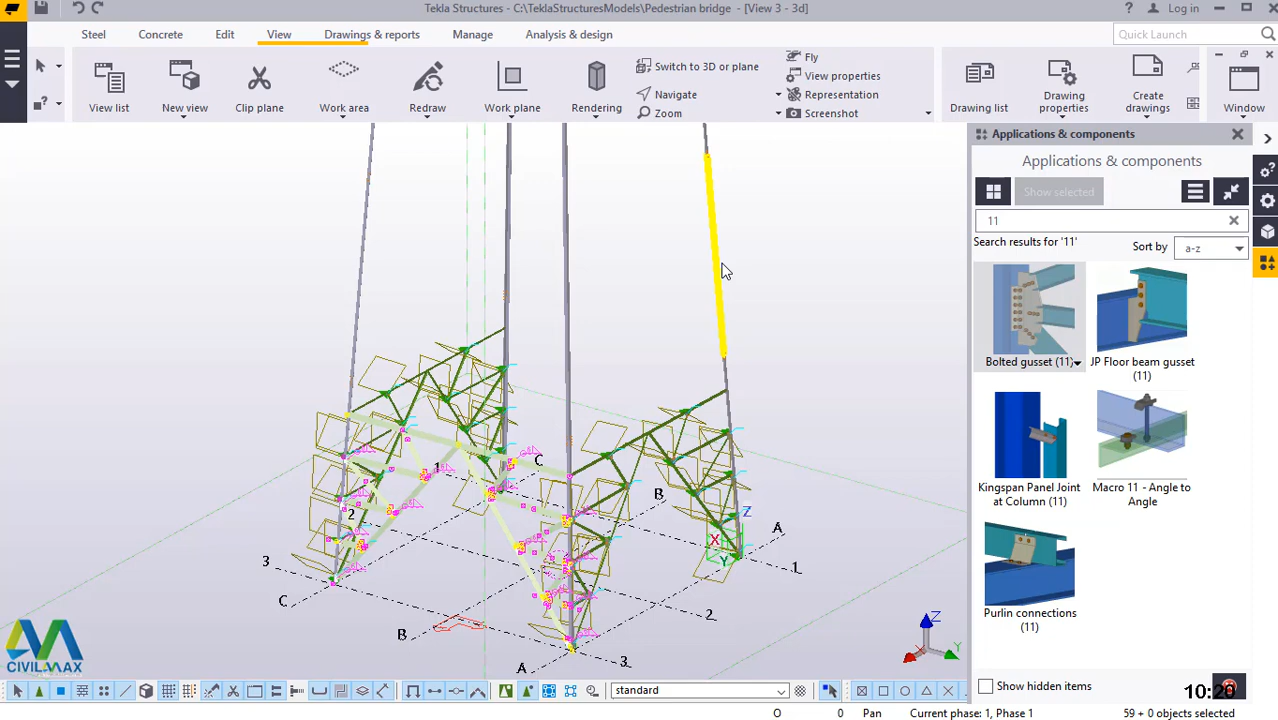 Tekla Structures - C:\TeklaStructuresModels\Pedestrian bridge - [View 3 - 3d]
? Log in
Steel Concrete Edit View Drawings & reports Manage Analysis & design Quick Launch
Fly
Switch to 3D or plane View properties
Navigate Representation
Zoom Screenshot
View list New view Clip plane Work area Redraw Work plane Rendering Drawing list Drawing properties Create drawings Window
Applications & components
Applications & components
Show selected
11
Search results for '11' Sort by a-z
Bolted gusset (11) JP Floor beam gusset (11)
Kingspan Panel Joint at Column (11) Macro 11 - Angle to Angle
Purlin connections (11)
C
1
B
2
Z
A
X
3
Y
1
C
2
B
3
A
Z
Y
X
CIVILMAX
Show hidden items
10:20
standard
O 0 Pan Current phase: 1, Phase 1 59 + 0 objects selected